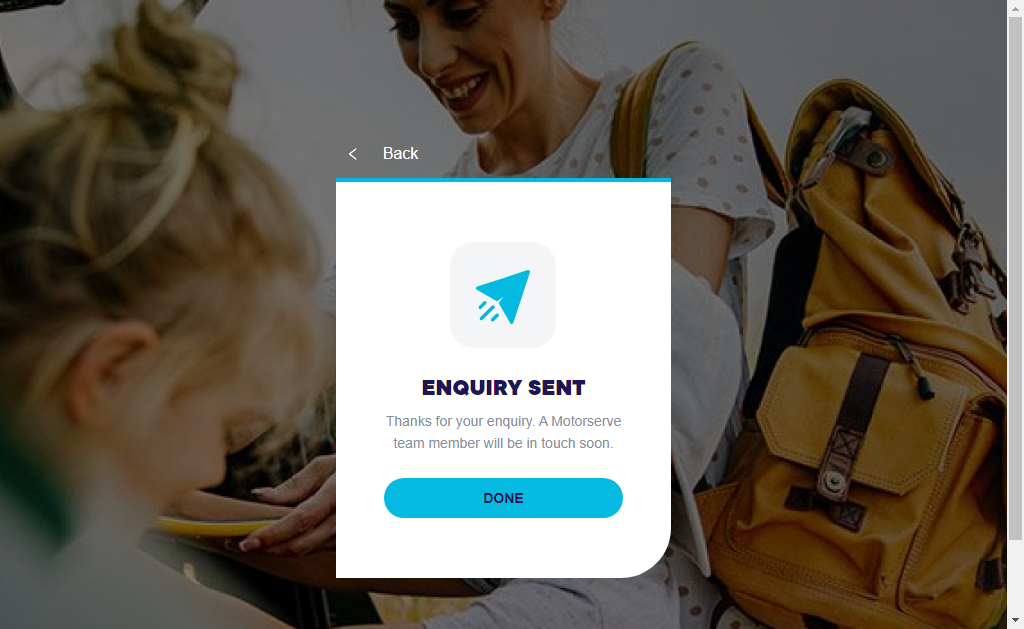 Back
ENQUIRY SENT
Thanks for your enquiry. A Motorserve
team member will be in touch soon.
DONE